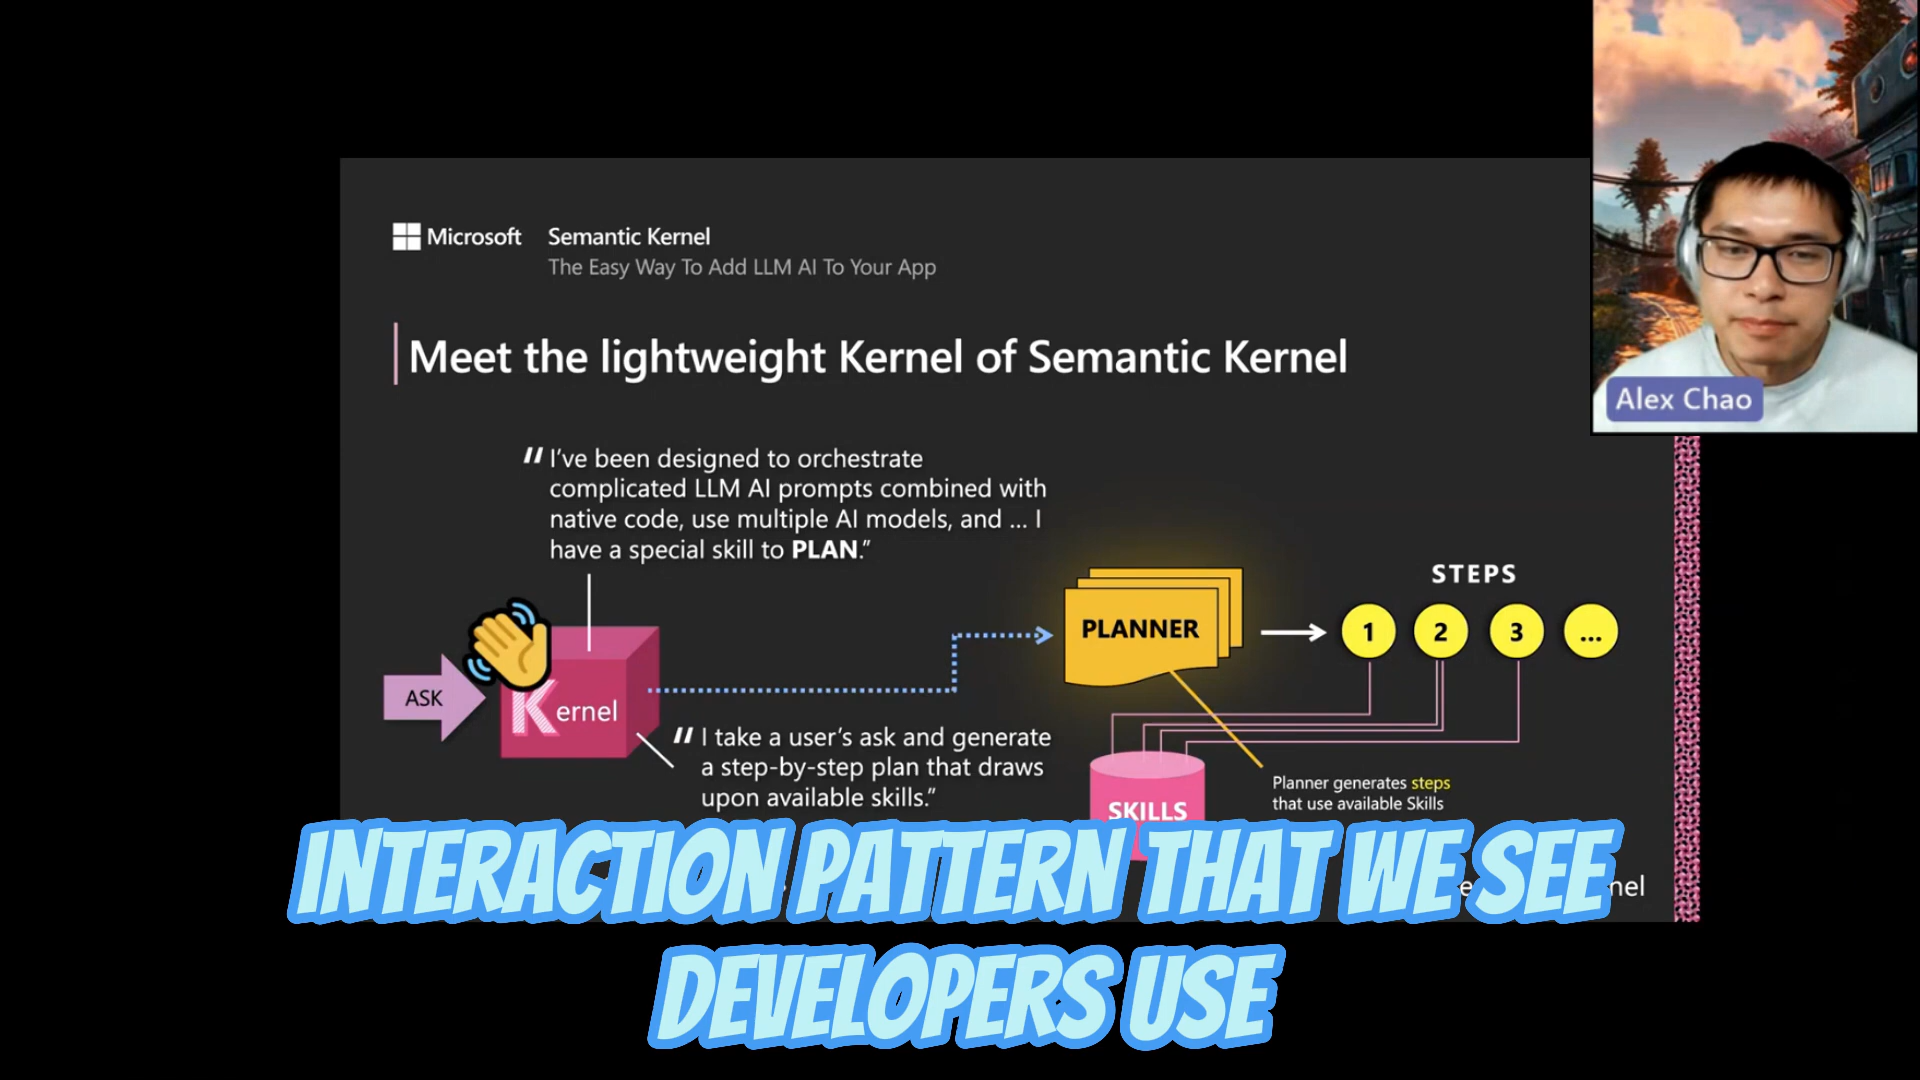 Microsoft
Semantic Kernel
The Easy Way To Add LLM AI To Your App
Meet the lightweight Kernel of Semantic Kernel
Alex Chao
"I've been designed to orchestrate
complicated LLM AI prompts combined with
native code, use multiple AI models, and ... I
have a special skill to PLAN."
ASK
Kernel
PLANNER
STEPS
1
2
3
...
"I take a user's ask and generate
a step-by-step plan that draws
upon available skills."
SKILLS
Planner generates steps
that use available Skills
INTERACTION PATTERN THAT WE SEE
DEVELOPERS USE